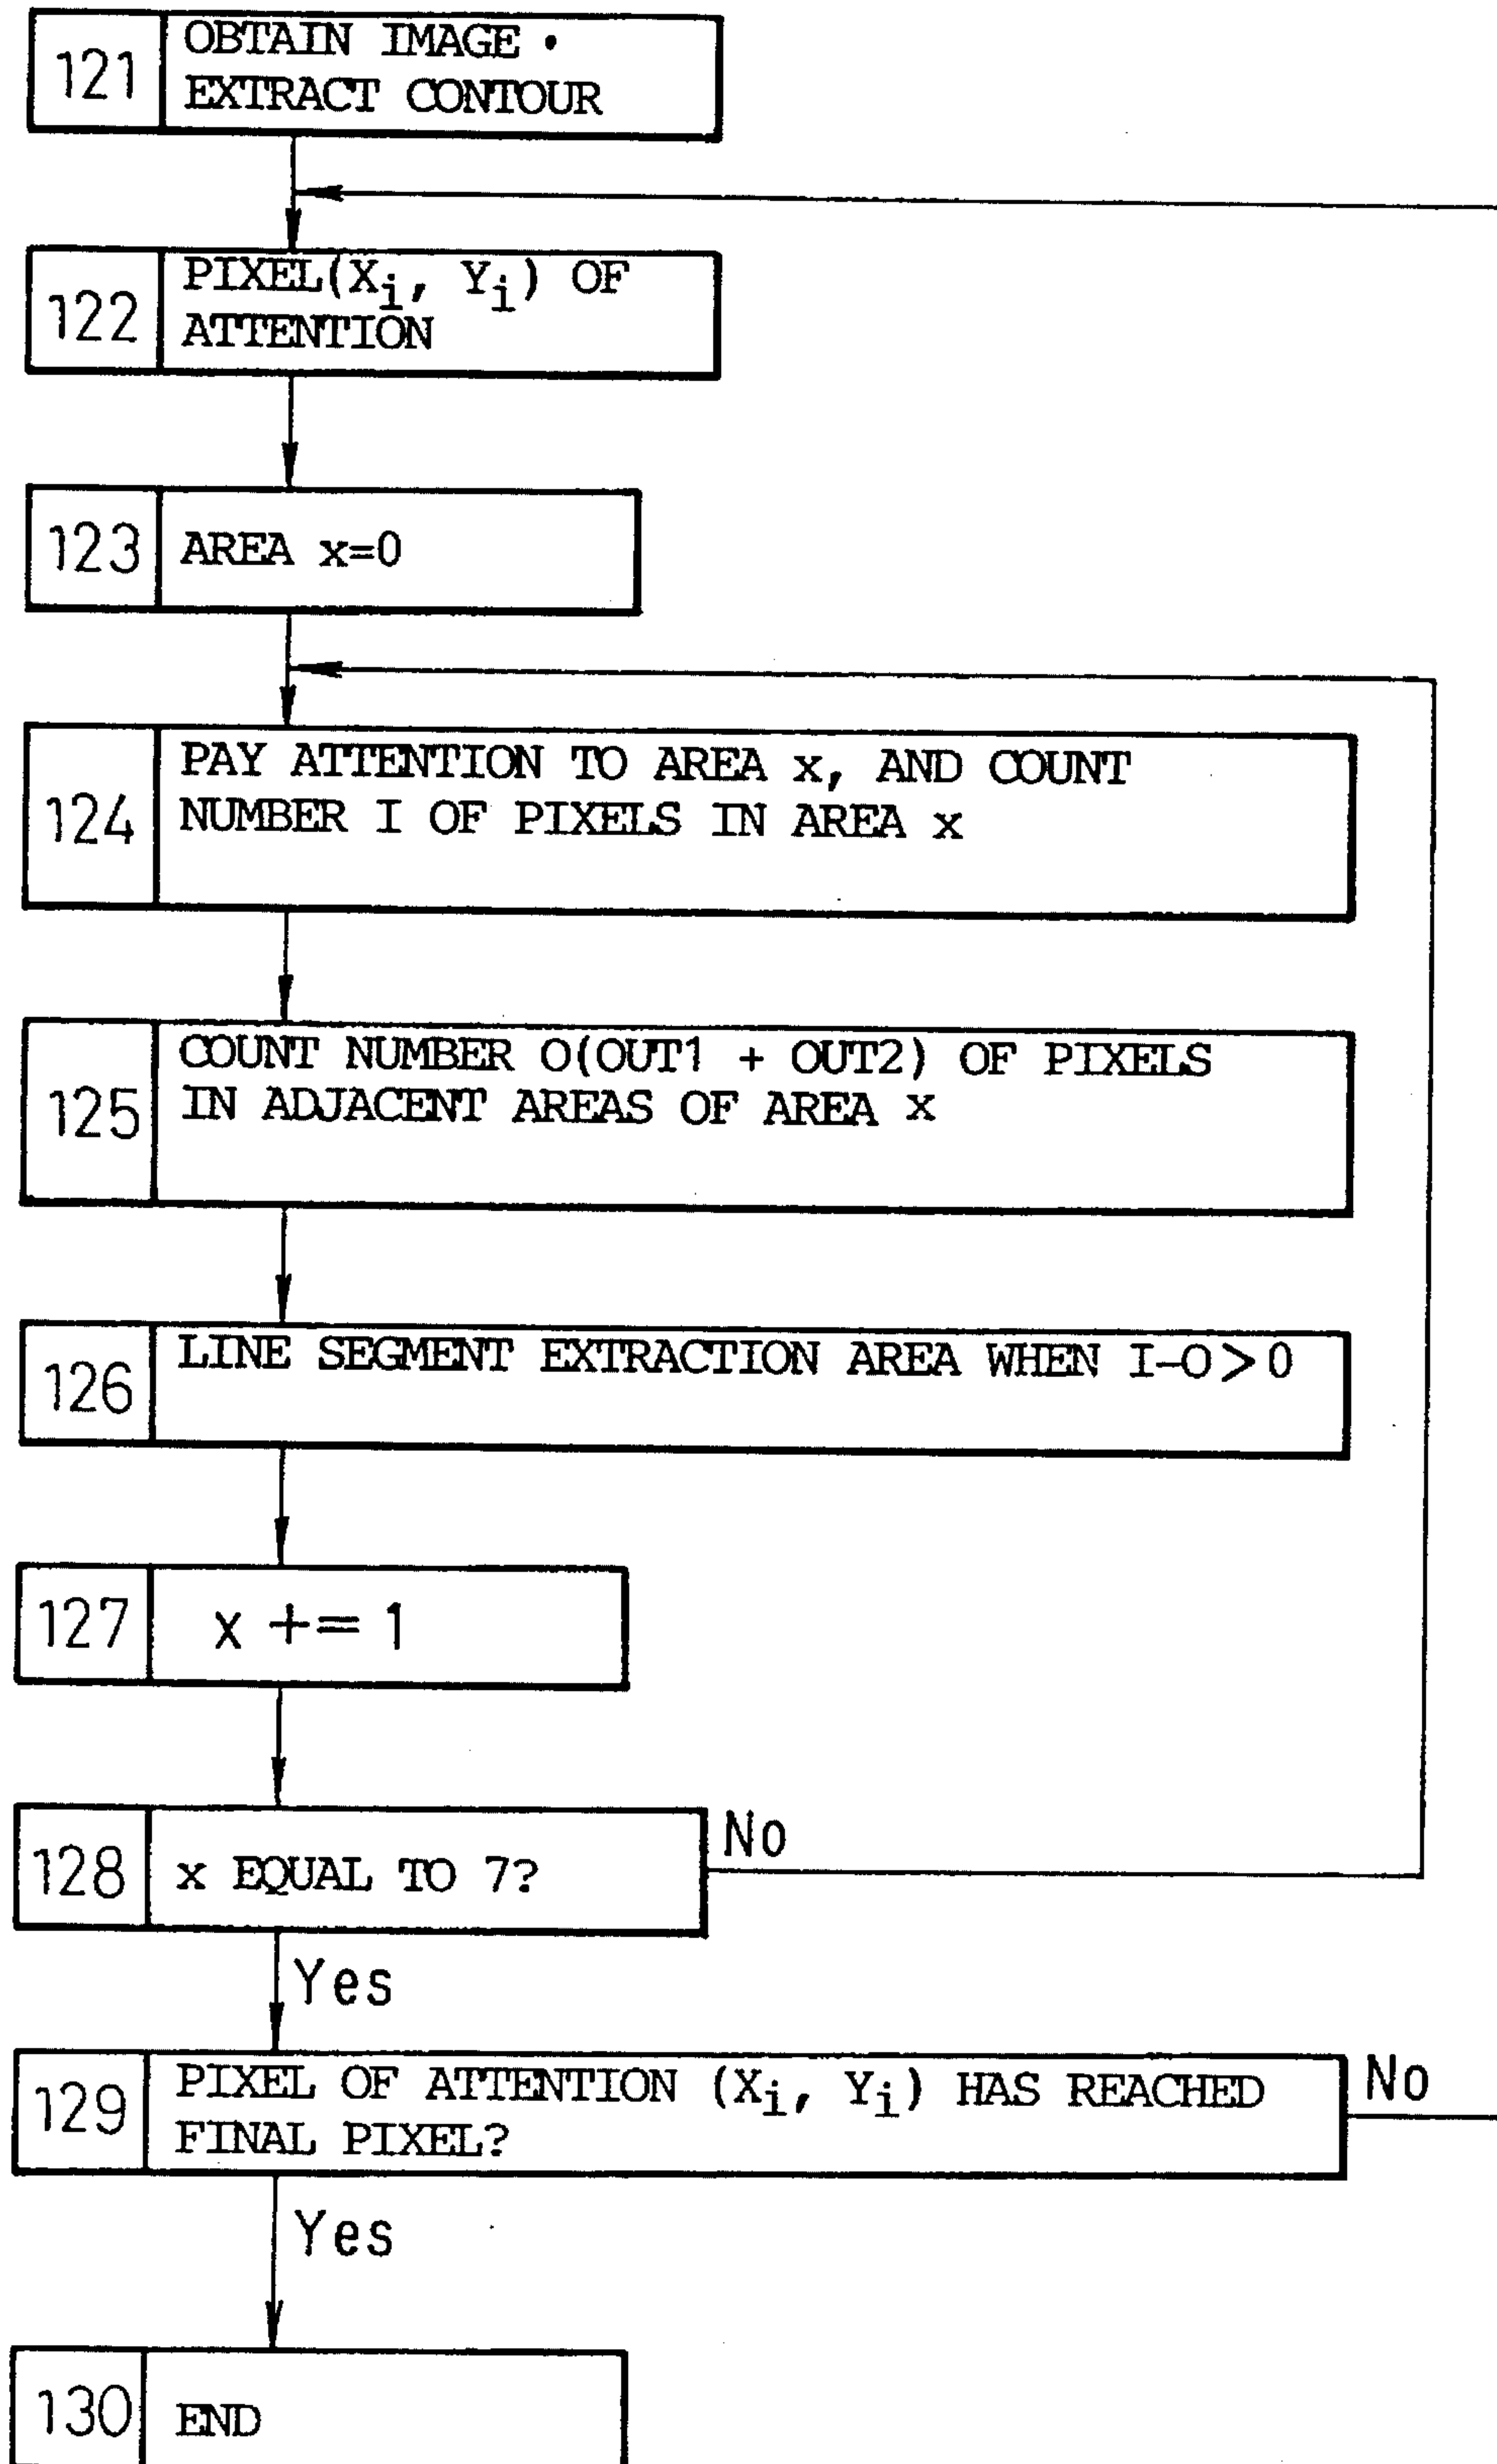 121 OBTAIN IMAGE ·
EXTRACT CONTOUR
122 PIXEL(Xi, Yi) OF
ATTENTION
123 AREA x=0
124 PAY ATTENTION TO AREA x, AND COUNT
NUMBER I OF PIXELS IN AREA x
125 COUNT NUMBER O(OUT1 + OUT2) OF PIXELS
IN ADJACENT AREAS OF AREA x
126 LINE SEGMENT EXTRACTION AREA WHEN I-O > 0
127 x += 1
128 x EQUAL TO 7?
No
Yes
129 PIXEL OF ATTENTION (Xi, Yi) HAS REACHED
FINAL PIXEL?
No
Yes
130 END